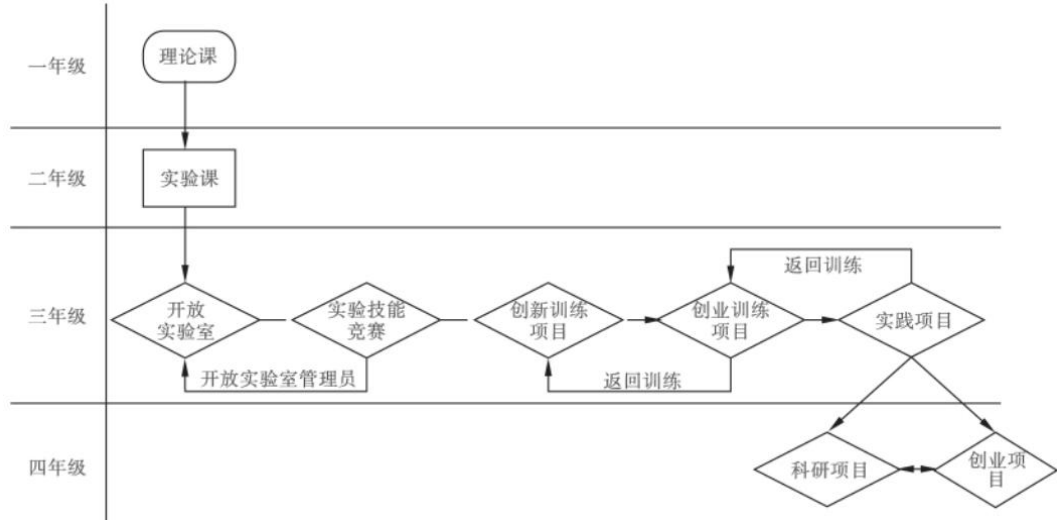 一年级
理论课
二年级
实验课
三年级
返回训练
开放
实验室
实验技能
竞赛
创新训练
项目
创业训练
项目
实践项目
开放实验室管理员
返回训练
四年级
科研项目
创业项
目